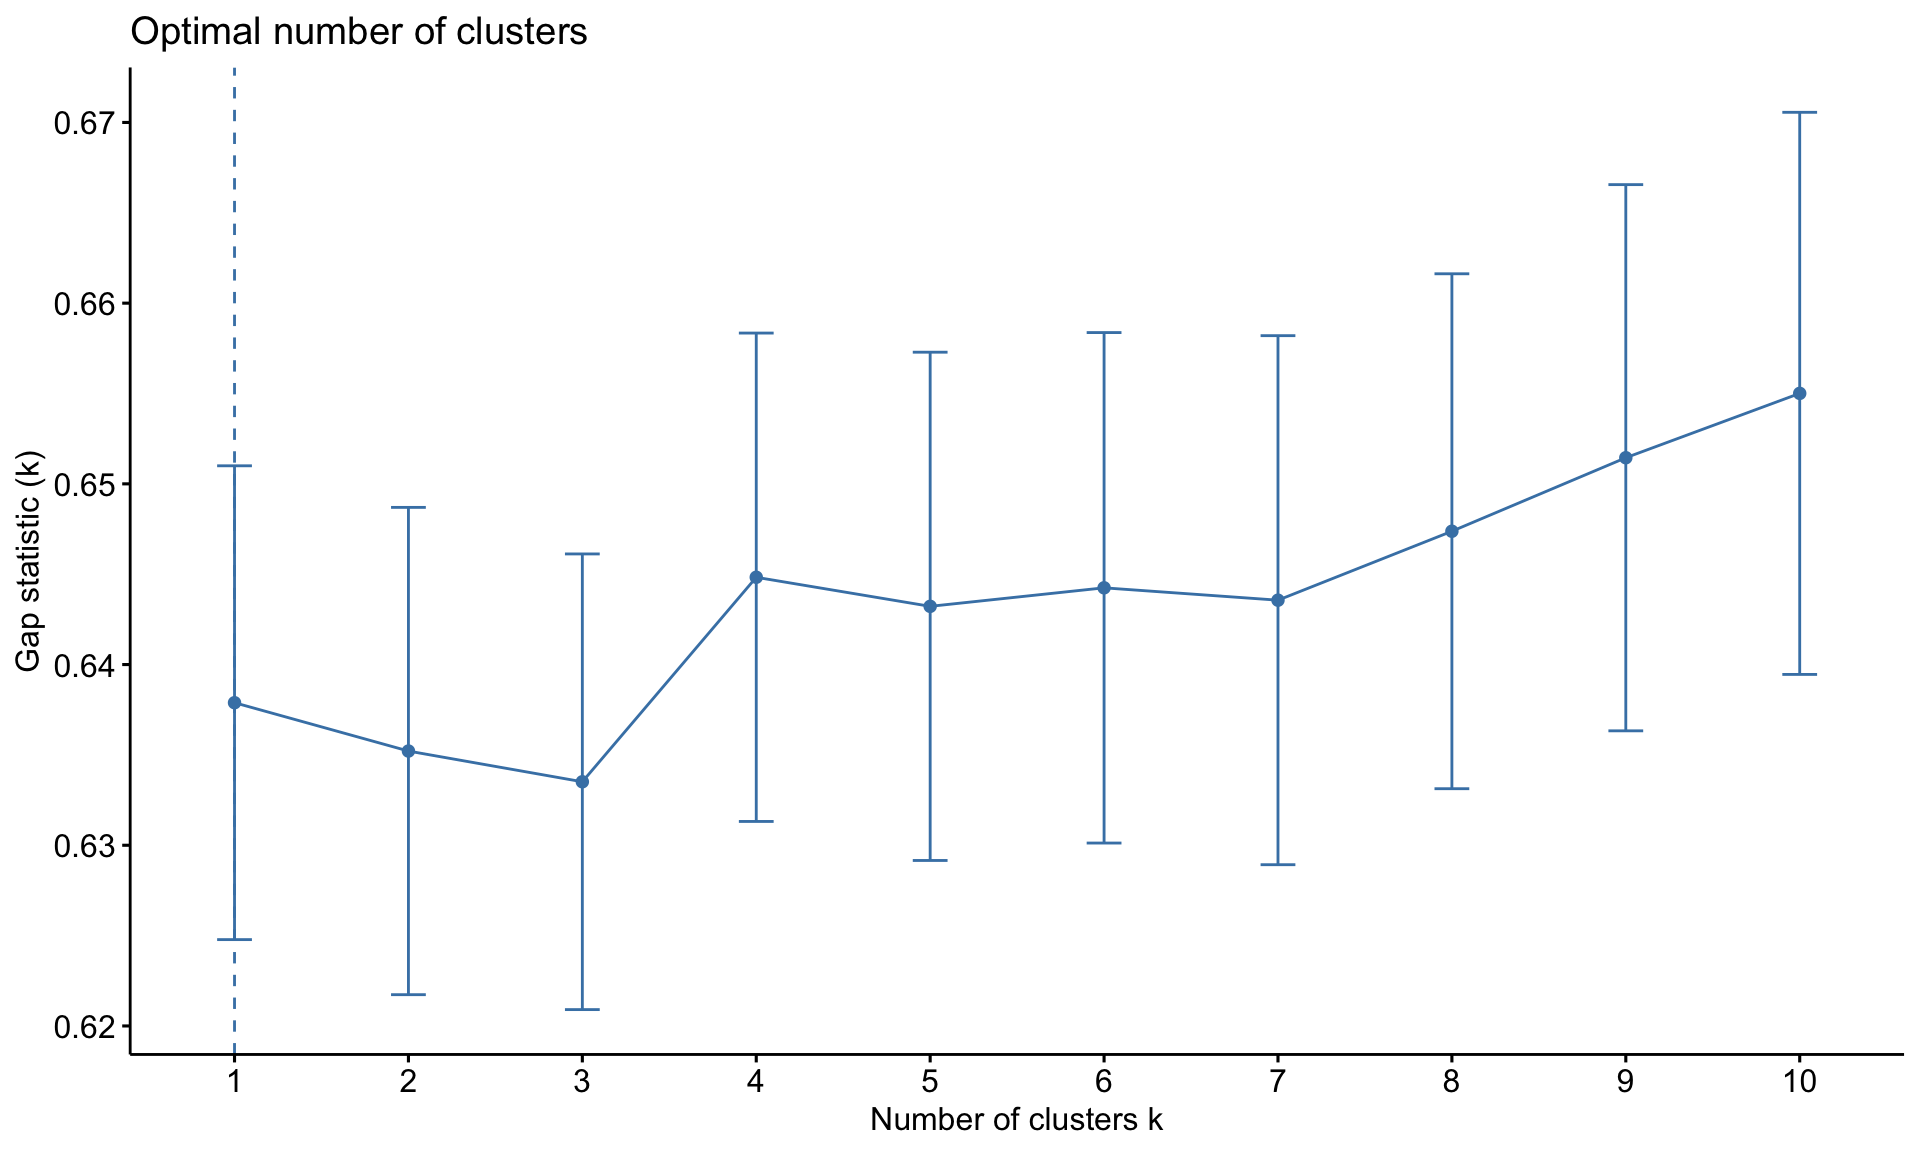 Optimal number of clusters
0.67
0.66
0.65
0.64
0.63
0.62
Gap statistic (k)
1 2 3 4 5 6 7 8 9 10
Number of clusters k